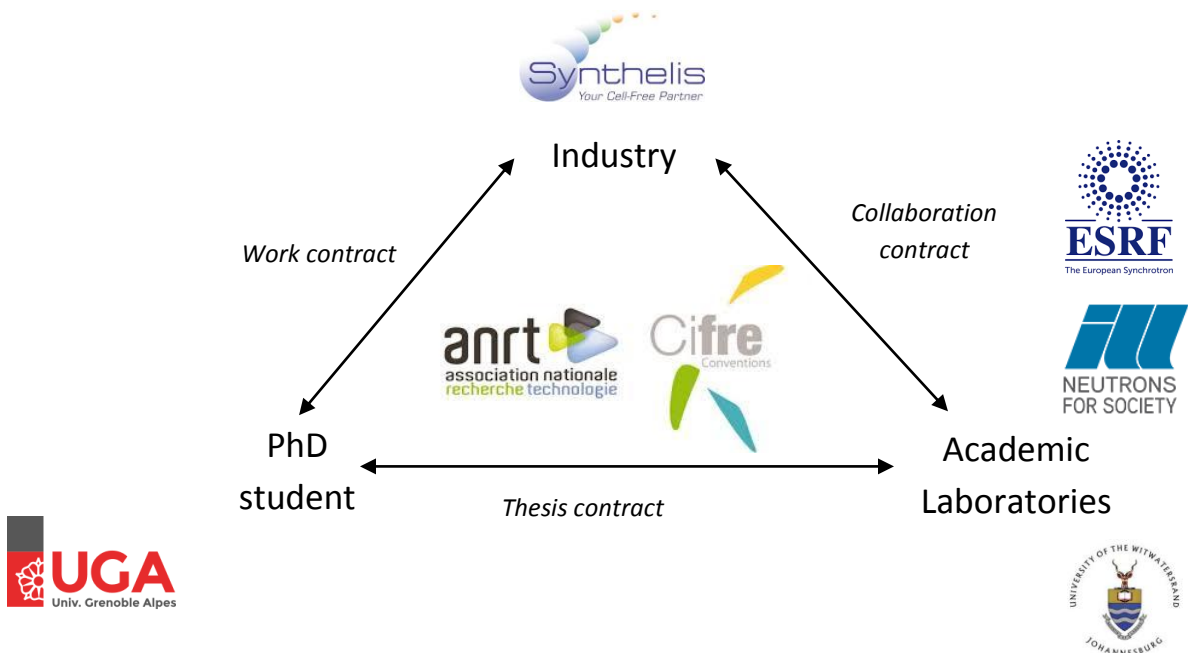 Synthelis
Your Cell-Free Partner
Industry
Work contract
Collaboration
contract
ESRF
The European Synchrotron
anrt
association nationale
recherche technologie
Cifre
Conventions
ill
NEUTRONS
FOR SOCIETY
PhD
student
Thesis contract
Academic
Laboratories
UGA
Univ. Grenoble Alpes
UNIVERSITY OF THE WITWATERSRAND
JOHANNESBURG